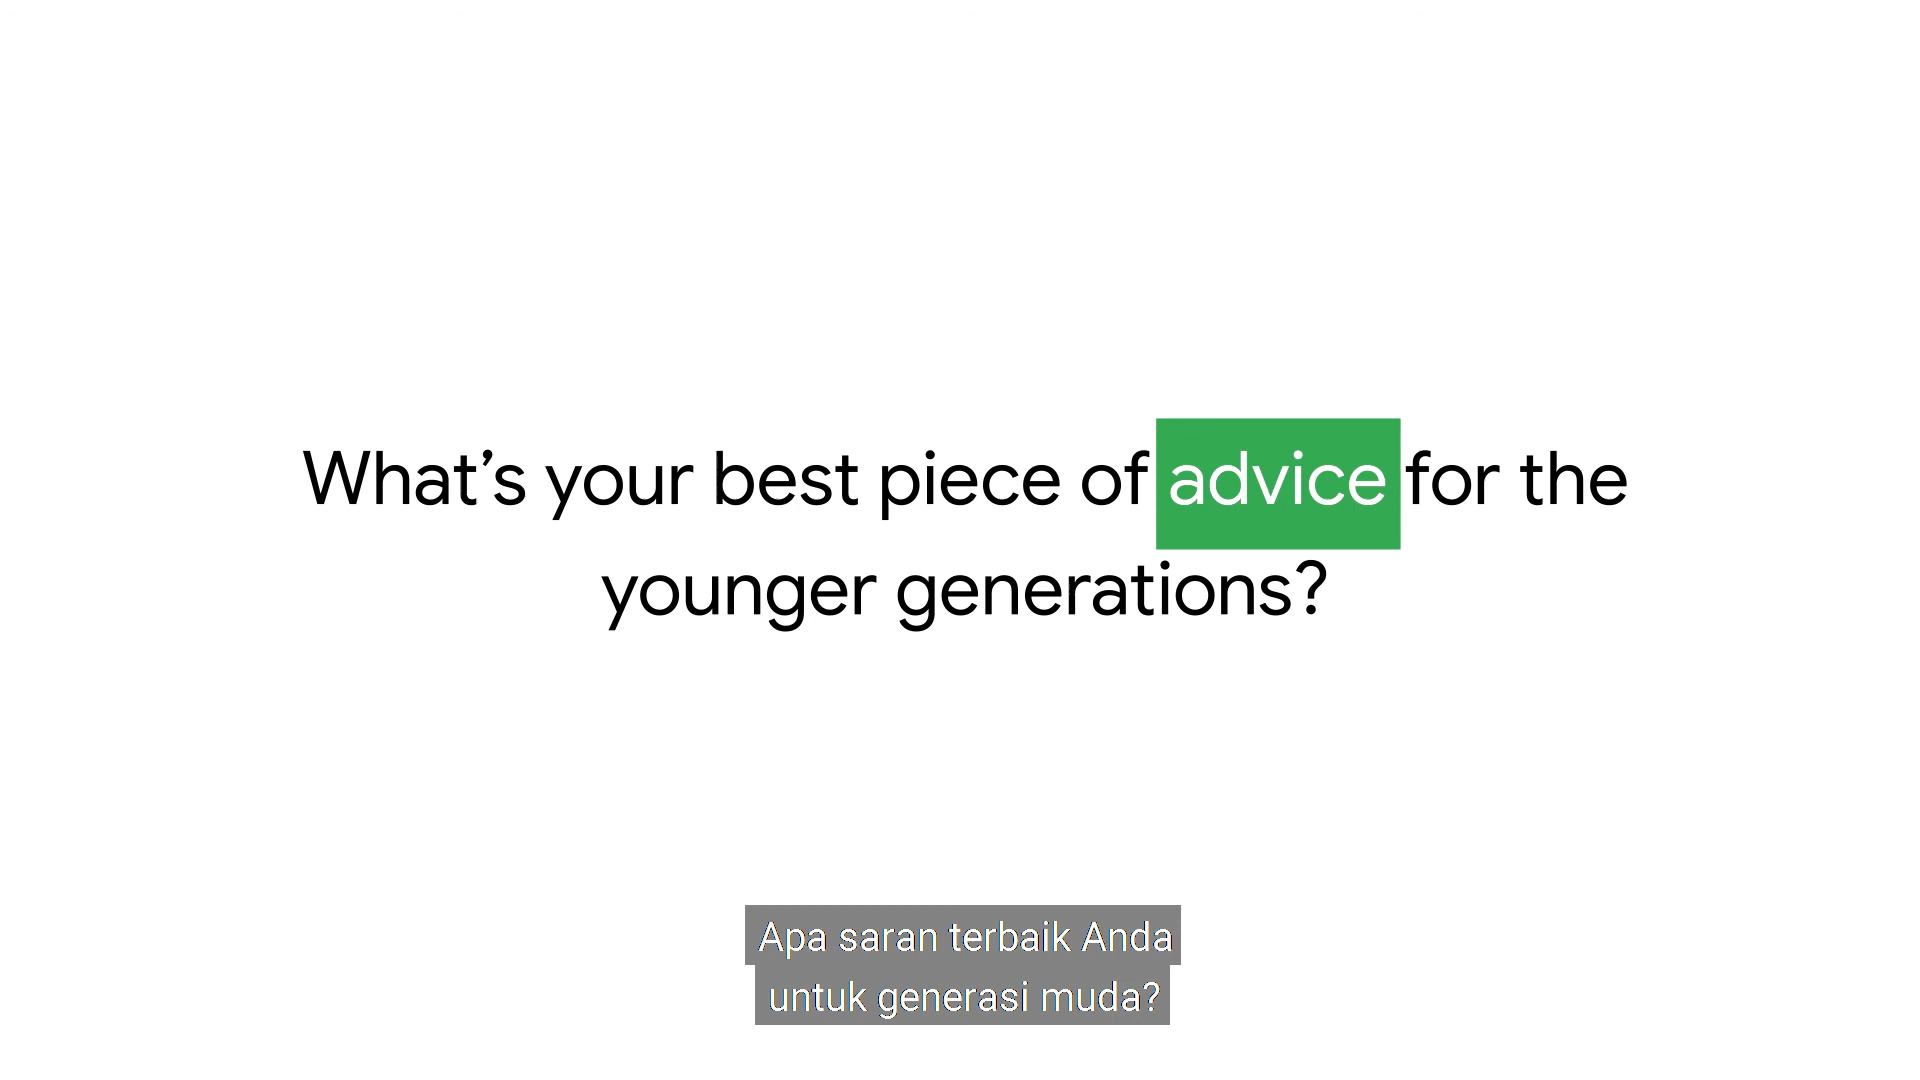 What’s your best piece of advice for the
younger generations?
Apa saran terbaik Anda
untuk generasi muda?